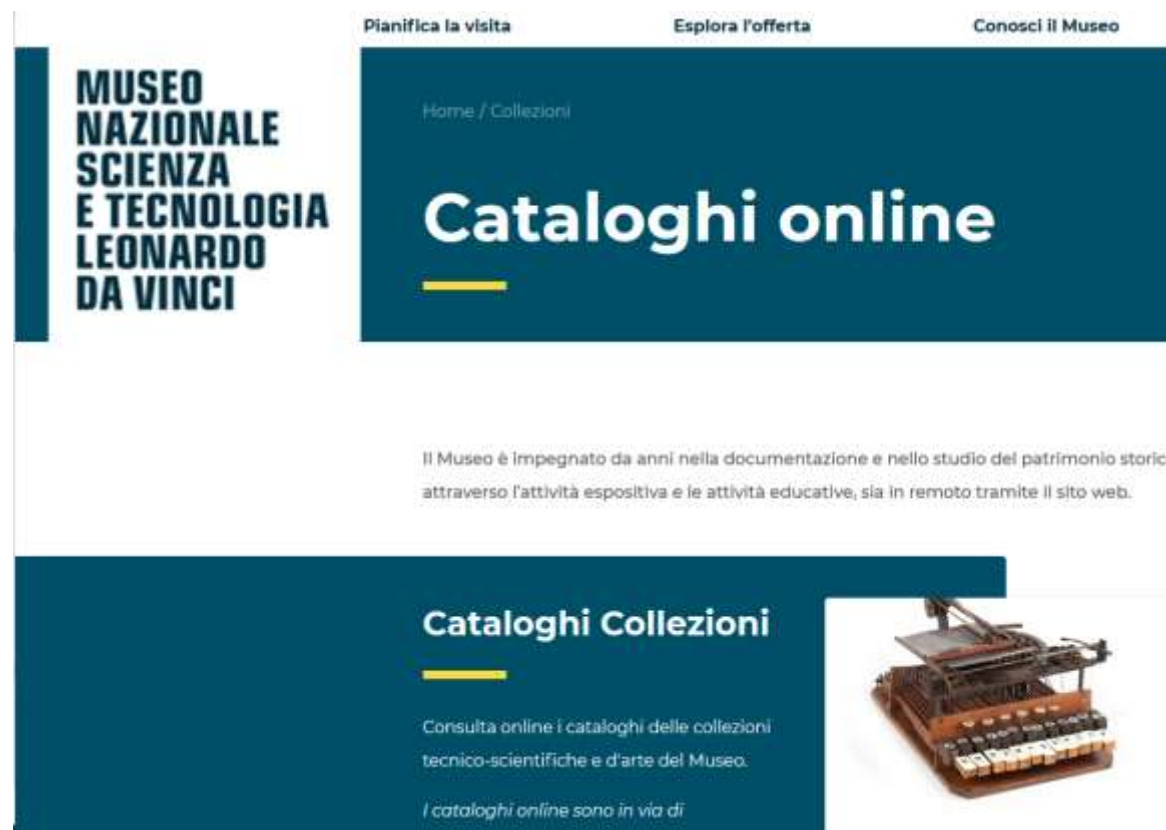 Pianifica la visita Esplora l'offerta Conosci il Museo
MUSEO
NAZIONALE
SCIENZA
E TECNOLOGIA
LEONARDO
DA VINCI
Home / Collezioni
Cataloghi online
Il Museo è impegnato da anni nella documentazione e nello studio del patrimonio storic
attraverso l'attività espositiva e le attività educative, sia in remoto tramite il sito web.
Cataloghi Collezioni
Consulta online i cataloghi delle collezioni
tecnico-scientifiche e d'arte del Museo.
I cataloghi online sono in via di